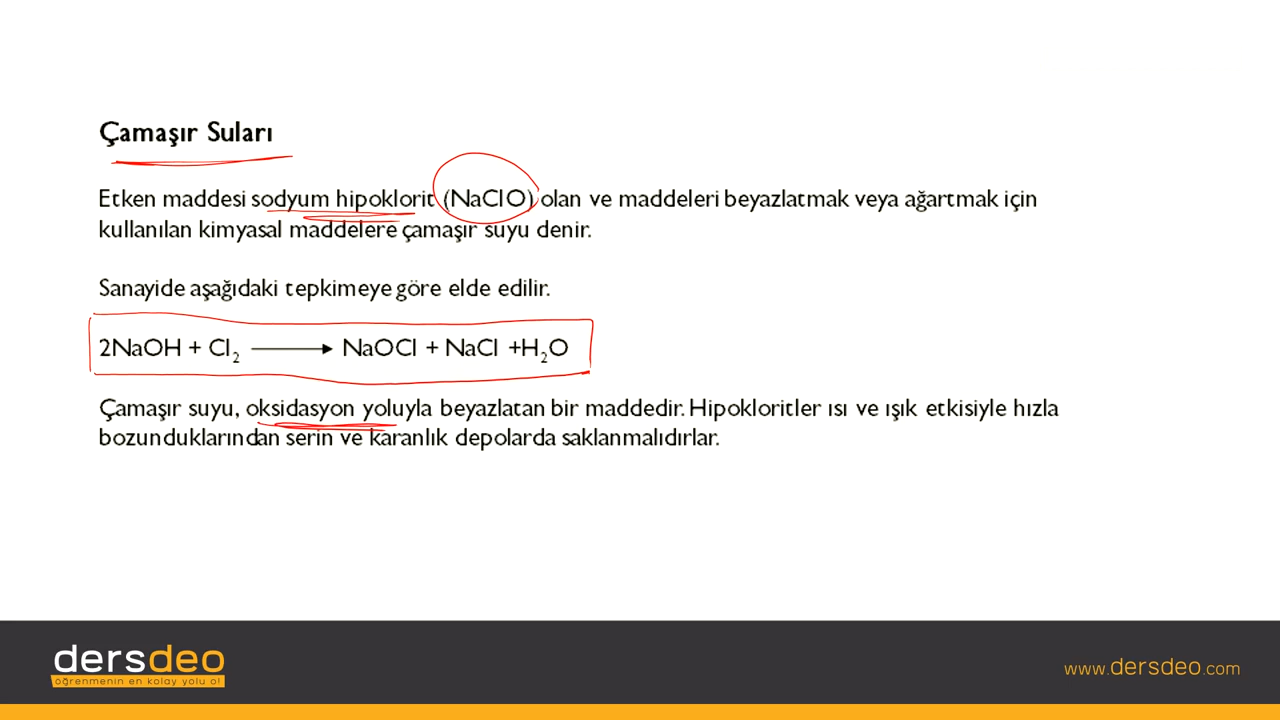 Çamaşır Suları
Etken maddesi sodyum hipoklorit (NaClO) olan ve maddeleri beyazlatmak veya ağartmak için
kullanılan kimyasal maddelere çamaşır suyu denir.
Sanayide aşağıdaki tepkimeye göre elde edilir.
2NaOH + Cl₂ ⟶ NaOCl + NaCl +H₂O
Çamaşır suyu, oksidasyon yoluyla beyazlatan bir maddedir. Hipokloritler ısı ve ışık etkisiyle hızla
bozunduklarından serin ve karanlık depolarda saklanmalıdırlar.
dersdeo
öğrenmenin en kolay yolu o!
www.dersdeo.com